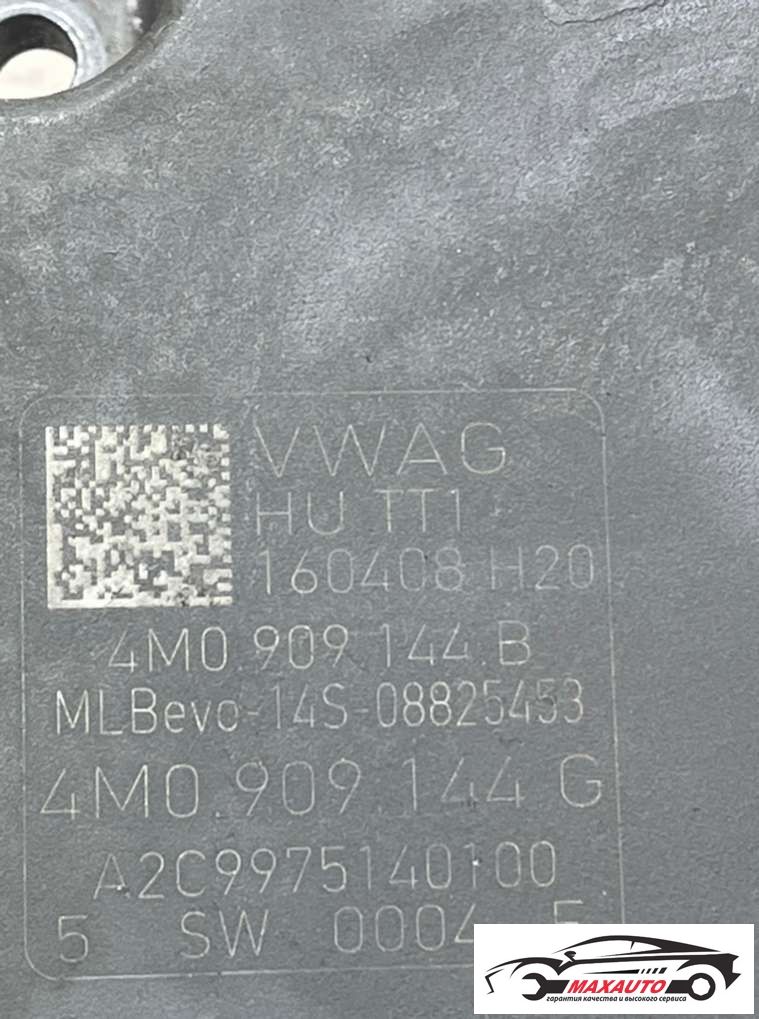 VWAG
HU TT1
160408 H20
4M0.909.144.B
MLBevo-14S-08825453
4M0.909.144 G
A2C9975140100
5 SW 0004
MAXAUTO
гарантия качества и высокого сервиса